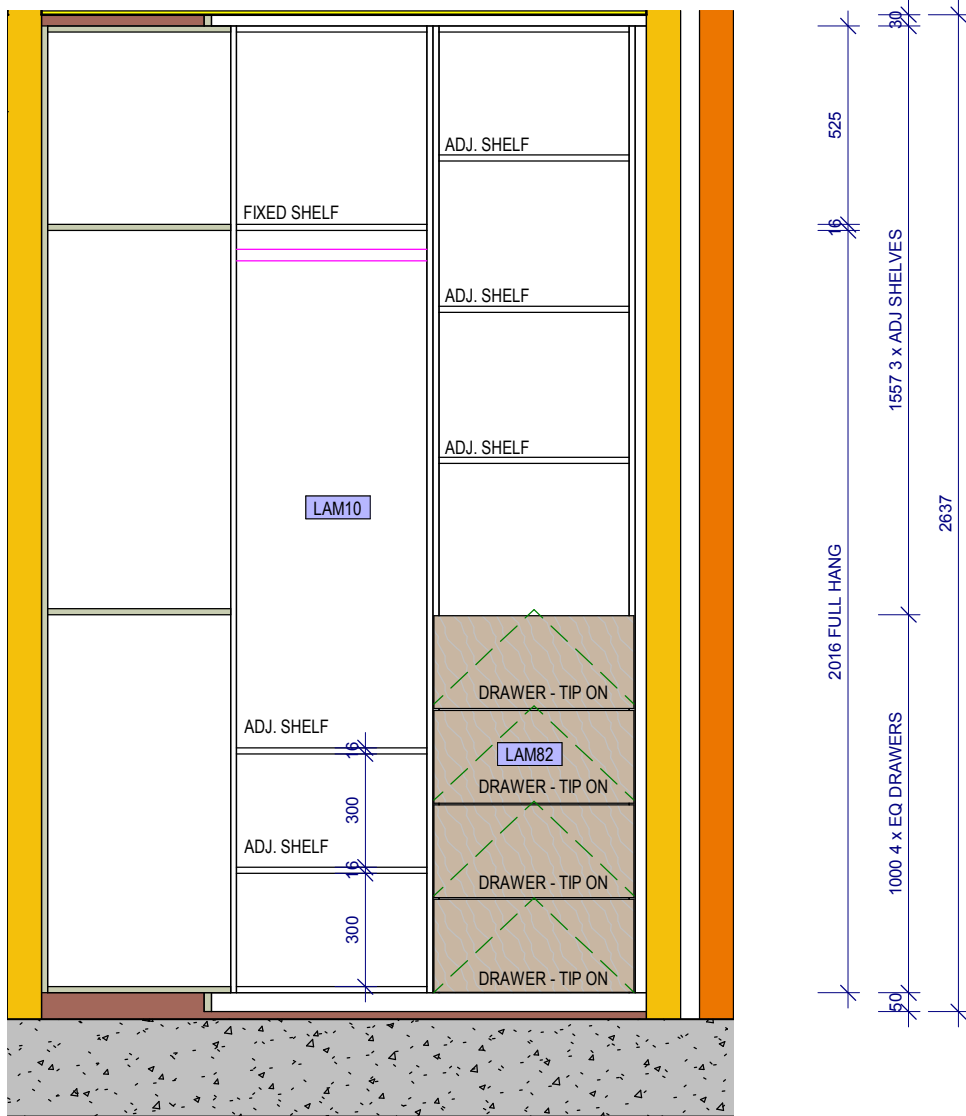 30
525
ADJ. SHELF
FIXED SHELF
16
1557 3 x ADJ SHELVES
ADJ. SHELF
ADJ. SHELF
LAM10
2637
2016 FULL HANG
DRAWER - TIP ON
ADJ. SHELF
16
LAM82
DRAWER - TIP ON
300
1000 4 x EQ DRAWERS
ADJ. SHELF
16
DRAWER - TIP ON
300
DRAWER - TIP ON
50